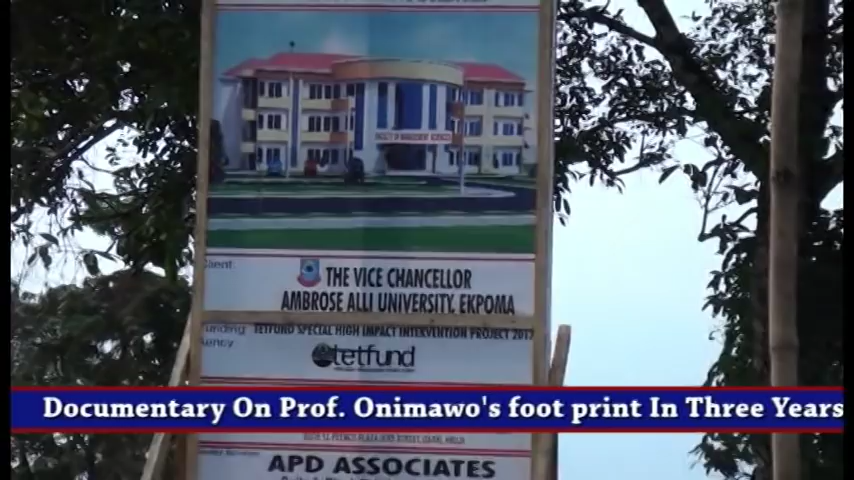 FACULTY OF MANAGEMENT SCIENCES
Client:
THE VICE CHANCELLOR
AMBROSE ALLI UNIVERSITY, EKPOMA
Funding
Agency
TETFUND SPECIAL HIGH IMPACT INTERVENTION PROJECT
tetfund
Documentary On Prof. Onimawo's foot print In Three Years
APD ASSOCIATES